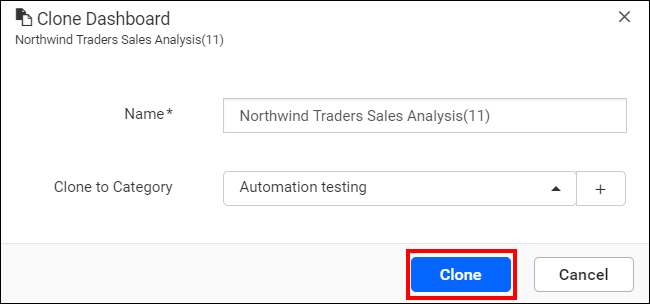 Clone Dashboard
Northwind Traders Sales Analysis(11)
Name* Northwind Traders Sales Analysis(11)
Clone to Category Automation testing +
Clone Cancel